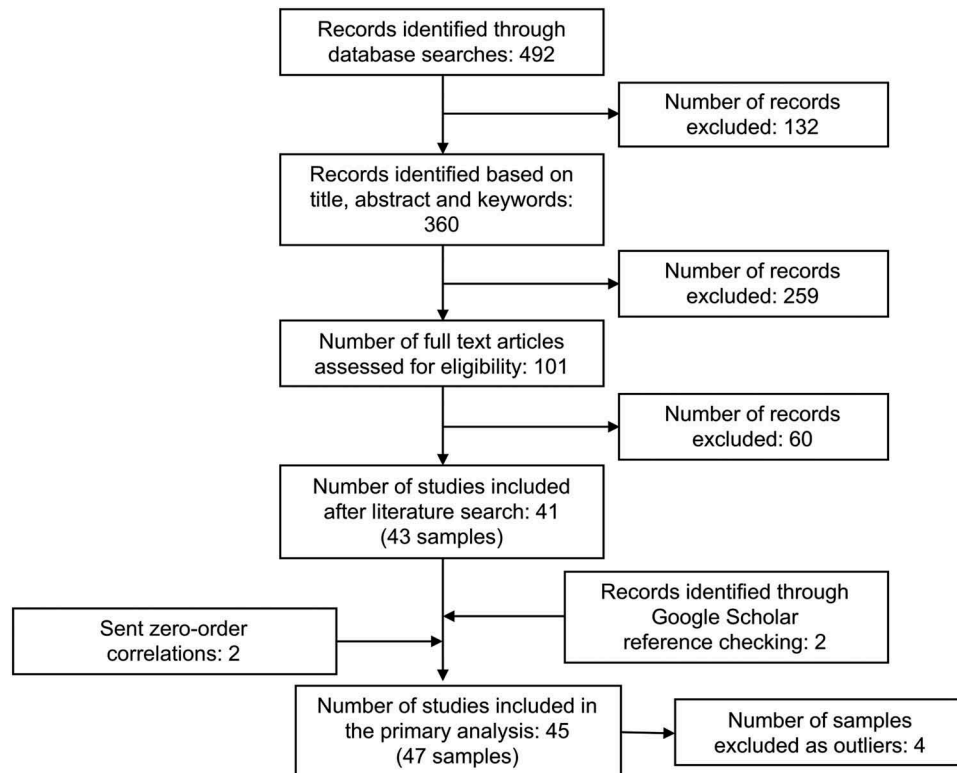 Records identified through
database searches: 492
Number of records
excluded: 132
Records identified based on
title, abstract and keywords:
360
Number of records
excluded: 259
Number of full text articles
assessed for eligibility: 101
Number of records
excluded: 60
Number of studies included
after literature search: 41
(43 samples)
Records identified through
Google Scholar
reference checking: 2
Sent zero-order
correlations: 2
Number of studies included in
the primary analysis: 45
(47 samples)
Number of samples
excluded as outliers: 4